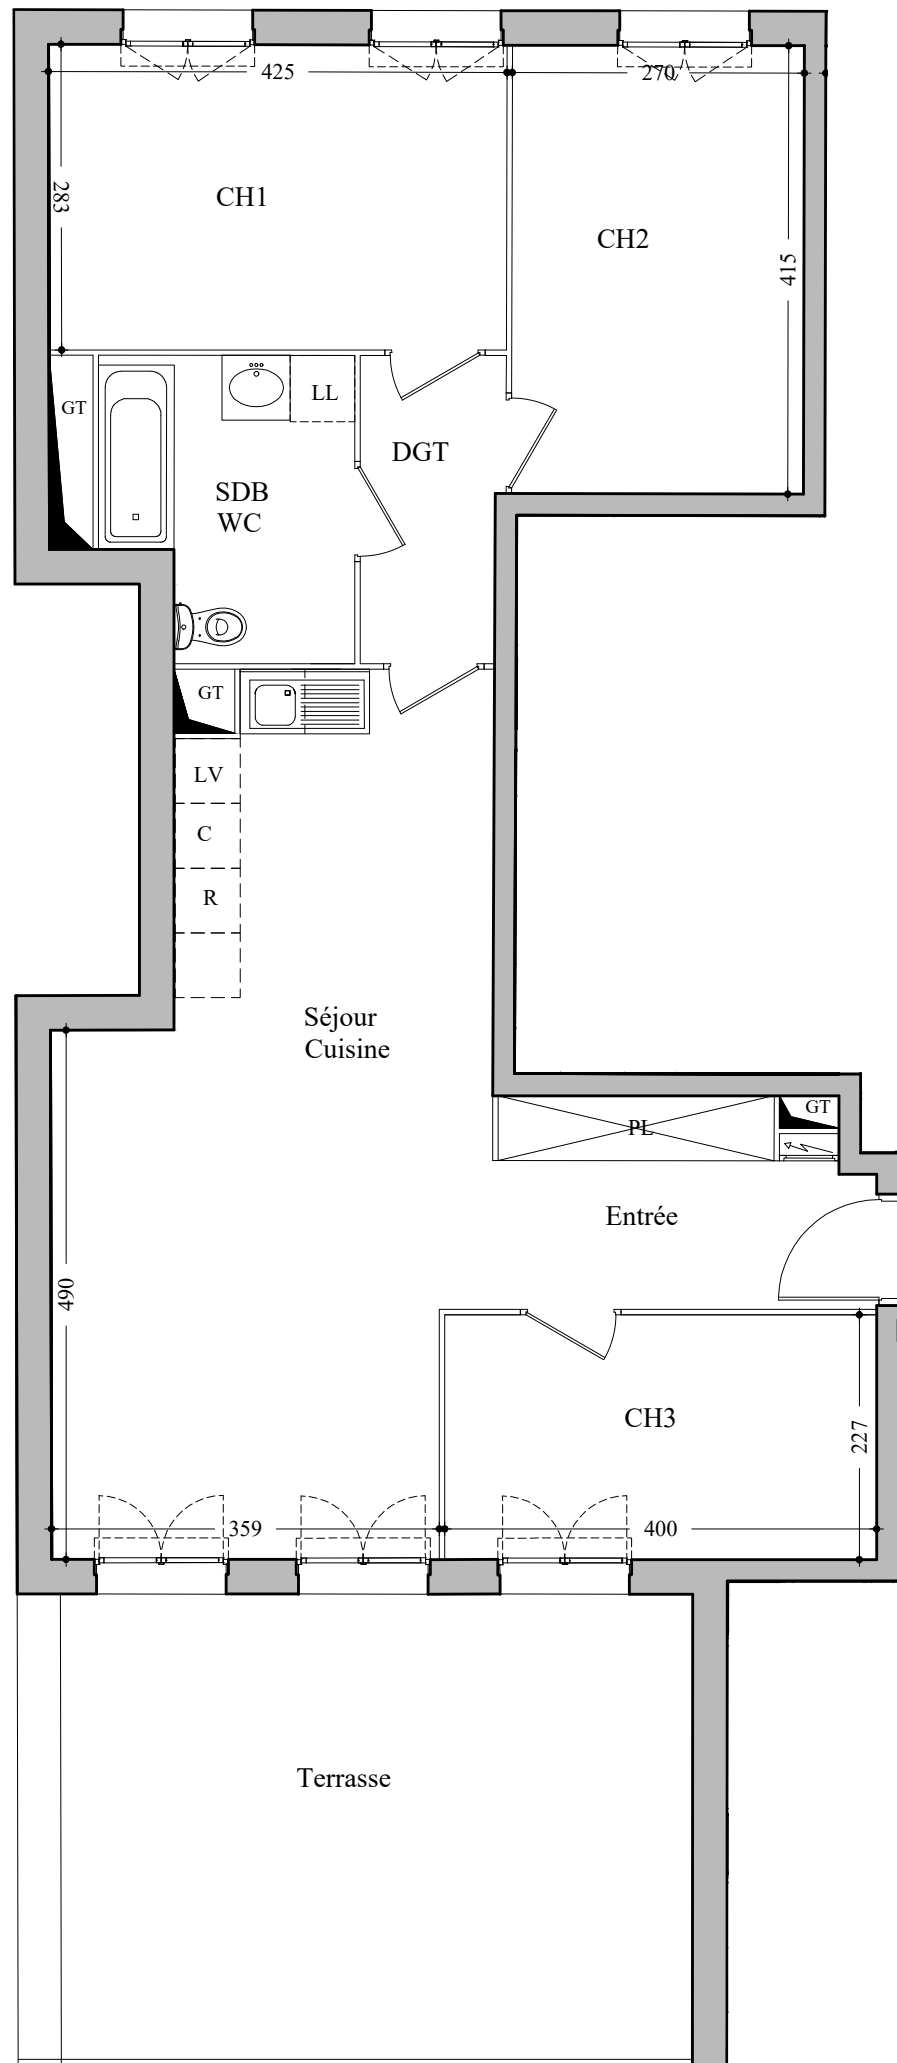 425
270
283
CH1
CH2
415
GT
LL
DGT
SDB
WC
GT
LV
C
R
Séjour
Cuisine
GT
PL
Entrée
490
CH3
227
359
400
Terrasse